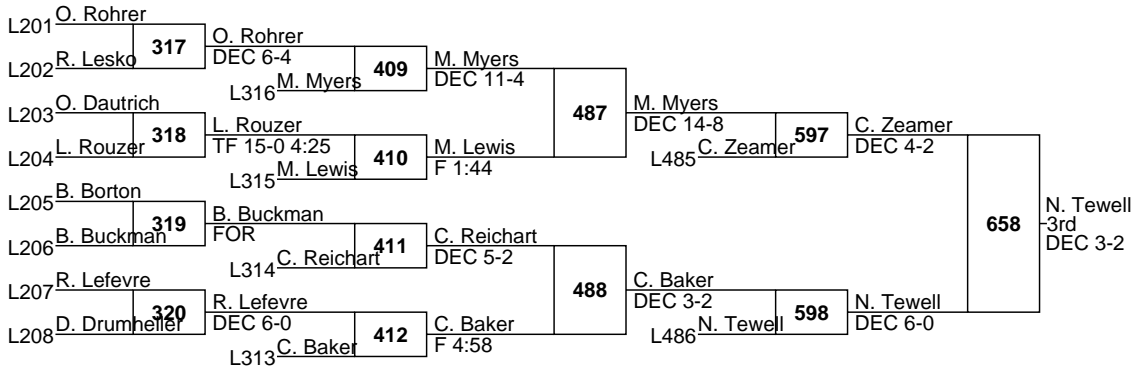 L201 O. Rohrer
317
L202 R. Lesko
O. Rohrer
DEC 6-4
409
L316 M. Myers
M. Myers
DEC 11-4
L203 O. Dautrich
318
L204 L. Rouzer
L. Rouzer
TF 15-0 4:25
410
L315 M. Lewis
M. Lewis
F 1:44
487
M. Myers
DEC 14-8
597
L485 C. Zeamer
C. Zeamer
DEC 4-2
L205 B. Borton
319
L206 B. Buckman
B. Buckman
FOR
411
L314 C. Reichart
C. Reichart
DEC 5-2
L207 R. Lefevre
320
L208 D. Drumheller
R. Lefevre
DEC 6-0
412
L313 C. Baker
C. Baker
F 4:58
488
C. Baker
DEC 3-2
598
L486 N. Tewell
N. Tewell
DEC 6-0
658
N. Tewell
3rd
DEC 3-2